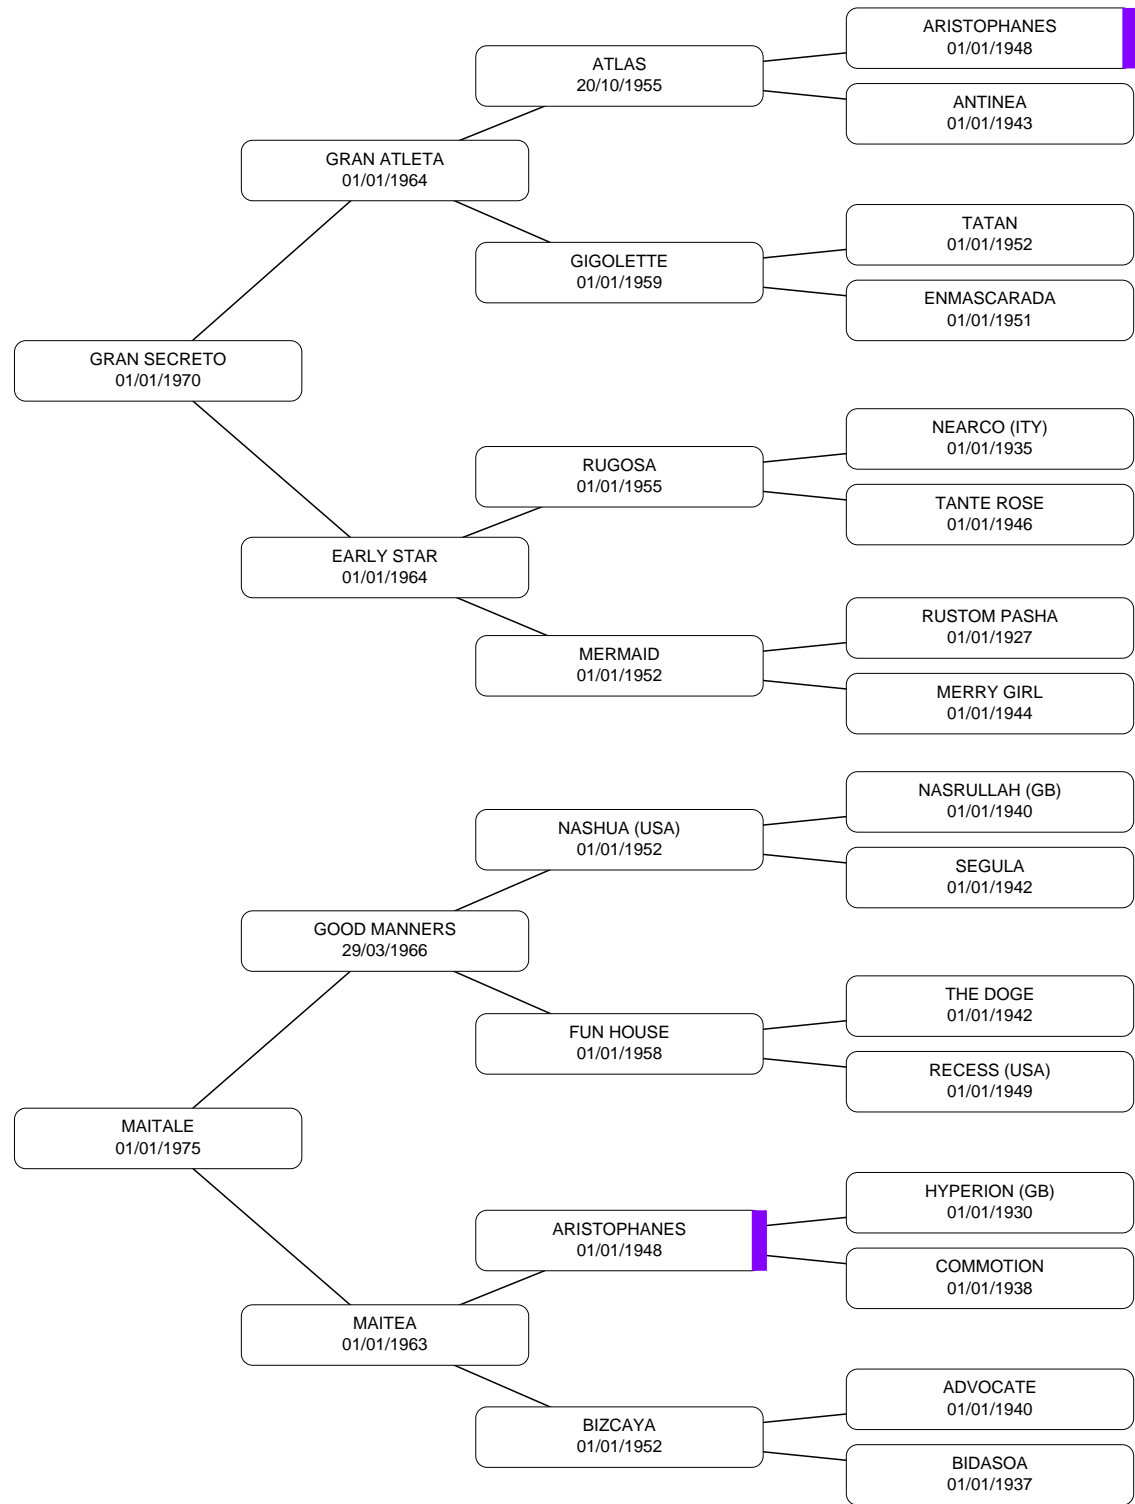 ARISTOPHANES
01/01/1948
ATLAS
20/10/1955
ANTINEA
01/01/1943
GRAN ATLETA
01/01/1964
TATAN
01/01/1952
GIGOLETTE
01/01/1959
ENMASCARADA
01/01/1951
GRAN SECRETO
01/01/1970
NEARCO (ITY)
01/01/1935
RUGOSA
01/01/1955
TANTE ROSE
01/01/1946
EARLY STAR
01/01/1964
RUSTOM PASHA
01/01/1927
MERMAID
01/01/1952
MERRY GIRL
01/01/1944
NASRULLAH (GB)
01/01/1940
NASHUA (USA)
01/01/1952
SEGULA
01/01/1942
GOOD MANNERS
29/03/1966
THE DOGE
01/01/1942
FUN HOUSE
01/01/1958
RECESS (USA)
01/01/1949
MAITALE
01/01/1975
HYPERION (GB)
01/01/1930
ARISTOPHANES
01/01/1948
COMMOTION
01/01/1938
MAITEA
01/01/1963
ADVOCATE
01/01/1940
BIZCAYA
01/01/1952
BIDASOA
01/01/1937